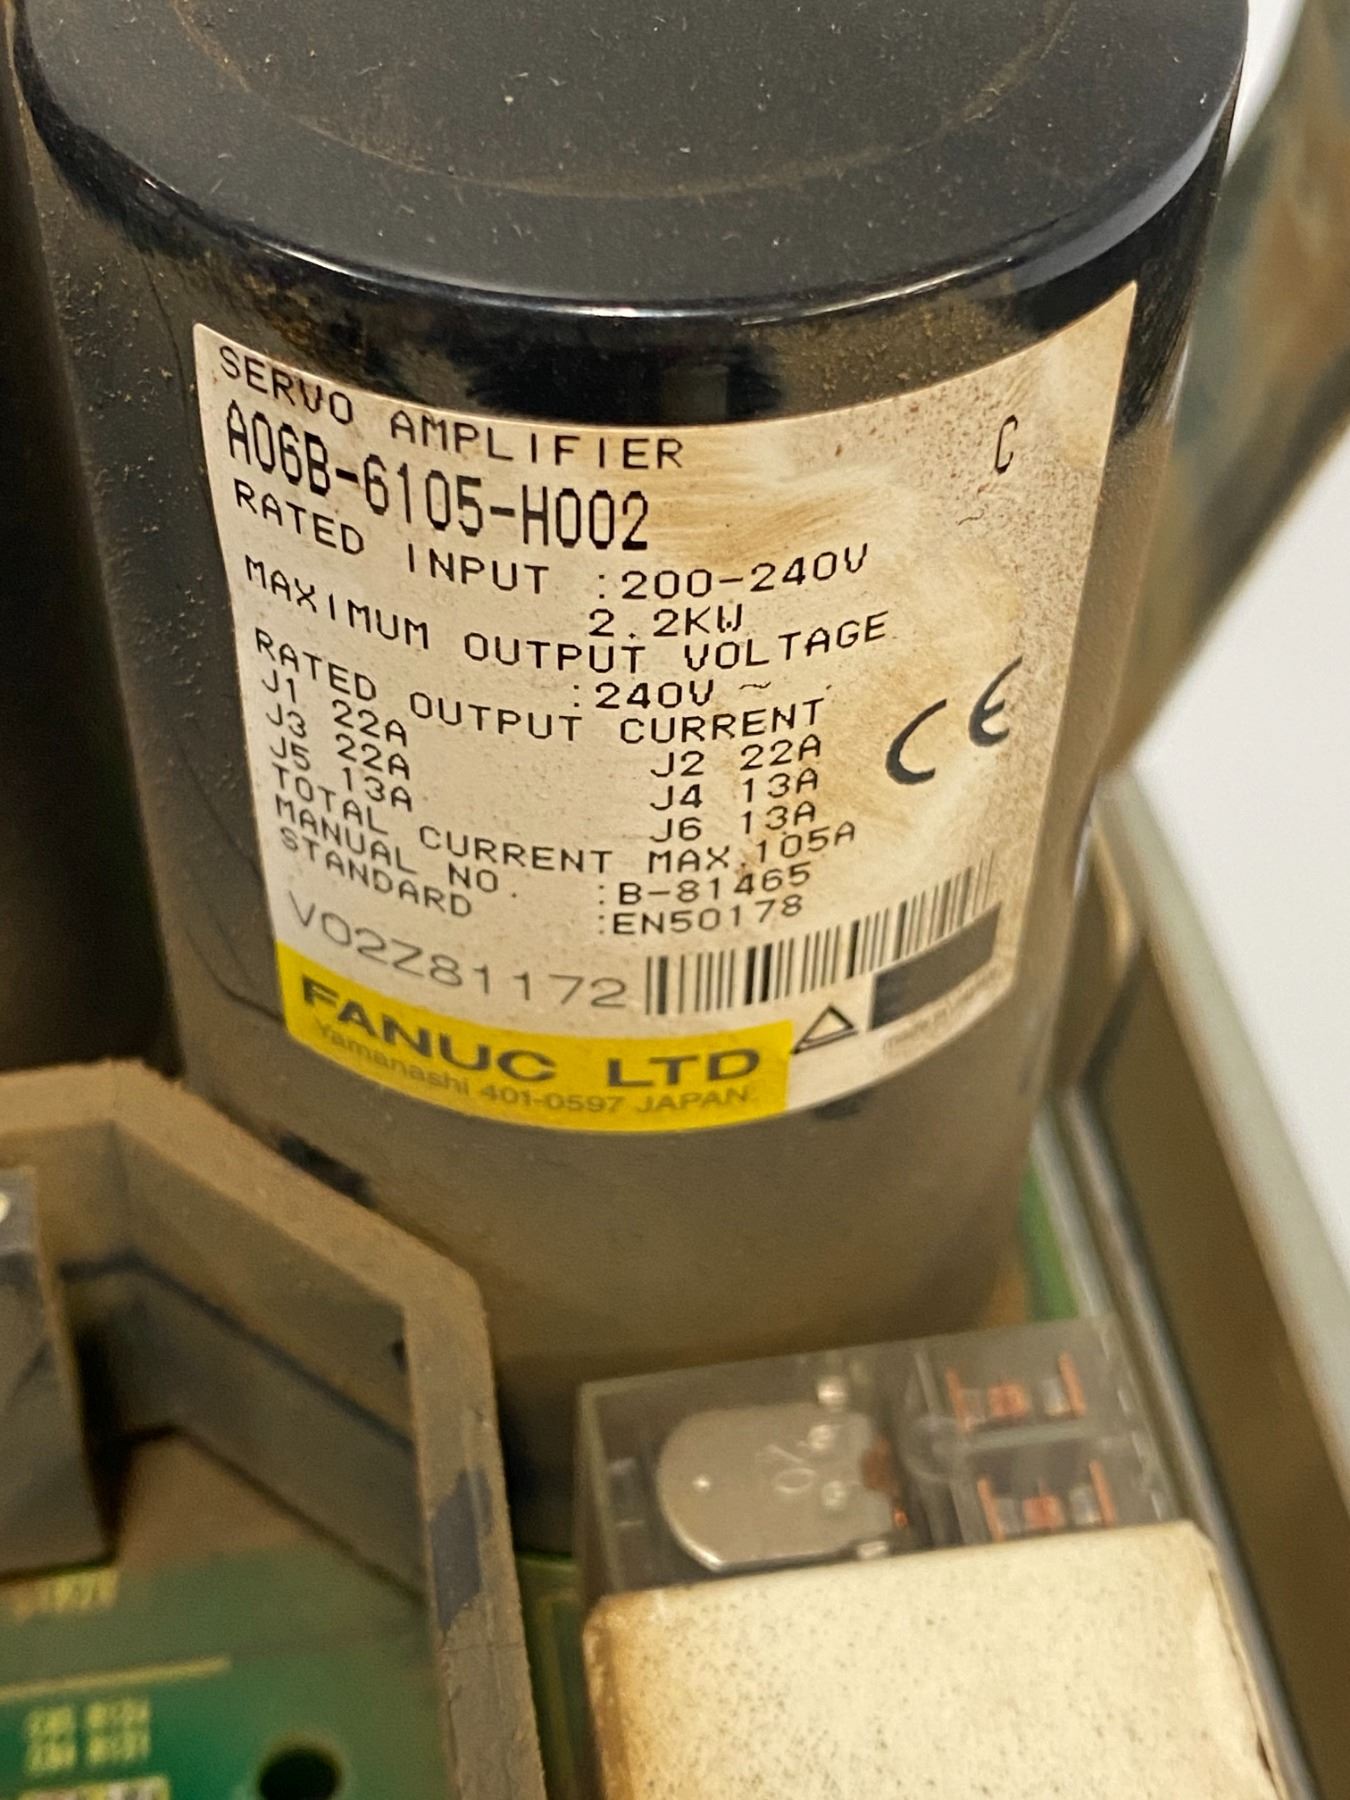 SERVO AMPLIFIER
A06B-6105-H002 C
RATED INPUT :200-240V
2.2KW
MAXIMUM OUTPUT VOLTAGE
:240V ~
RATED OUTPUT CURRENT
J1 22A J2 22A
J3 22A J4 13A
J5 13A J6 13A
TOTAL CURRENT MAX.105A
MANUAL NO. :B-81465
STANDARD :EN50178
CE
V02Z81172
FANUC LTD
Yamanashi 401-0597 JAPAN